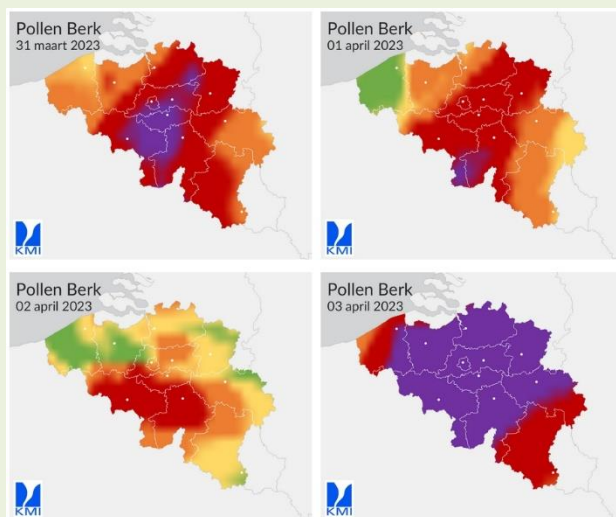 Pollen Berk
31 maart 2023
KMI
Pollen Berk
01 april 2023
KMI
Pollen Berk
02 april 2023
KMI
Pollen Berk
03 april 2023
KMI